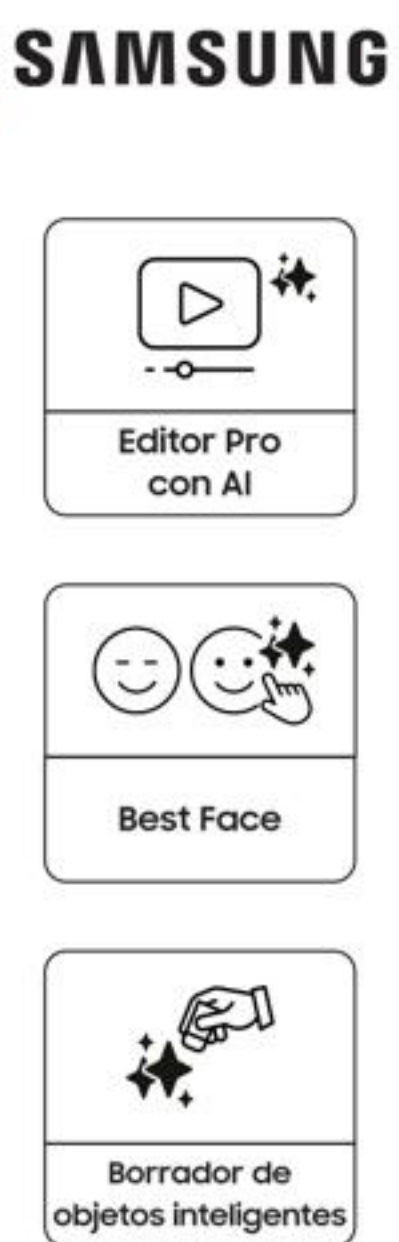 SAMSUNG
Editor Pro
con AI
Best Face
Borrador de
objetos inteligentes